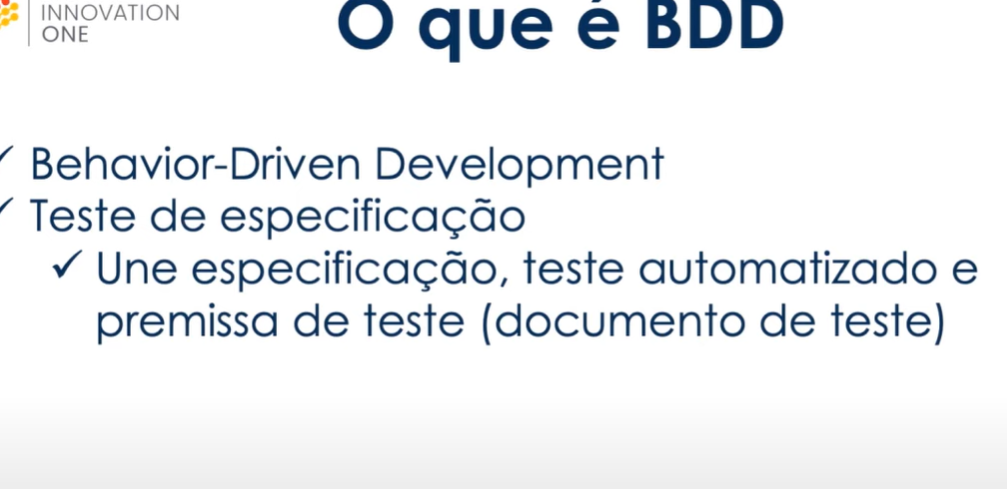 INNOVATION
ONE
O que é BDD
✓ Behavior-Driven Development
✓ Teste de especificação
✓ Une especificação, teste automatizado e
premissa de teste (documento de teste)